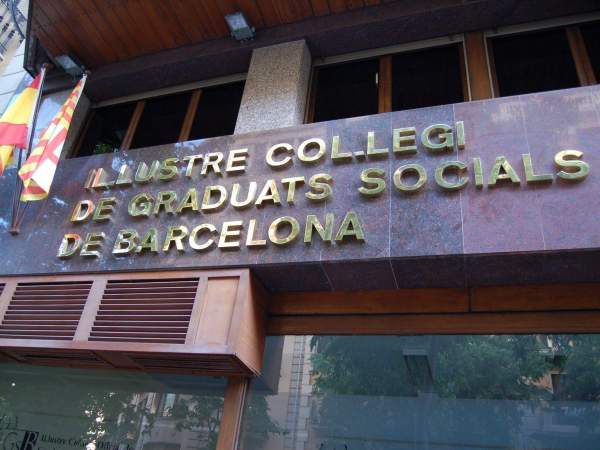 IL.LUSTRE COL.LEGI
DE GRADUATS SOCIALS
DE BARCELONA